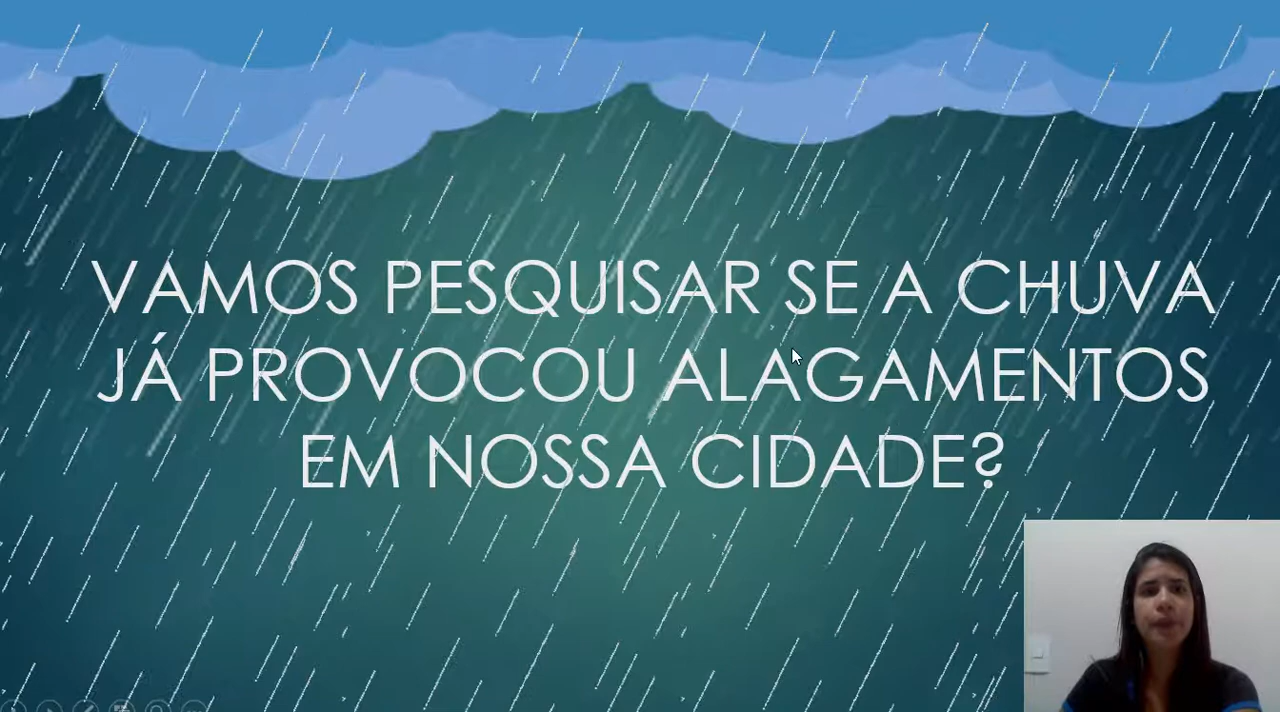 VAMOS PESQUISAR SE A CHUVA
JÁ PROVOCOU ALAGAMENTOS
EM NOSSA CIDADE?